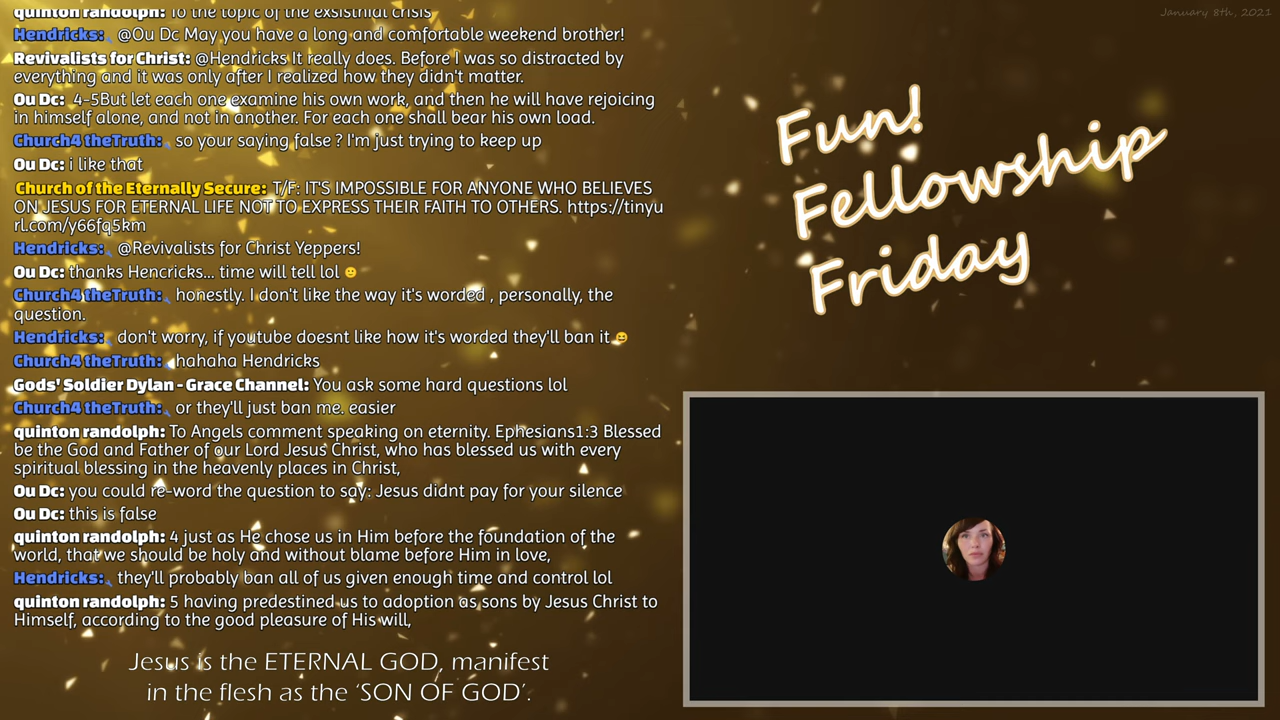 quinton randolph: To the topic of the exsisthial crisis
Hendricks: @Ou Dc May you have a long and comfortable weekend brother!
Revivalists for Christ: @Hendricks It really does. Before I was so distracted by
everything and it was only after I realized how they didn't matter.
Ou Dc: 4-5But let each one examine his own work, and then he will have rejoicing
in himself alone, and not in another. For each one shall bear his own load.
Church4 theTruth: so your saying false ? I'm just trying to keep up
Ou Dc: i like that
Church of the Eternally Secure: T/F: IT'S IMPOSSIBLE FOR ANYONE WHO BELIEVES
ON JESUS FOR ETERNAL LIFE NOT TO EXPRESS THEIR FAITH TO OTHERS. https://tinyu
rl.com/y66fq5km
Hendricks: @Revivalists for Christ Yeppers!
Ou Dc: thanks Hencricks... time will tell lol 🙂
Church4 theTruth: honestly. I don't like the way it's worded , personally, the
question.
Hendricks: don't worry, if youtube doesnt like how it's worded they'll ban it 😆
Church4 theTruth: hahaha Hendricks
Gods' Soldier Dylan - Grace Channel: You ask some hard questions lol
Church4 theTruth: or they'll just ban me. easier
quinton randolph: To Angels comment speaking on eternity. Ephesians1:3 Blessed
be the God and Father of our Lord Jesus Christ, who has blessed us with every
spiritual blessing in the heavenly places in Christ,
Ou Dc: you could re-word the question to say: Jesus didnt pay for your silence
Ou Dc: this is false
quinton randolph: 4 just as He chose us in Him before the foundation of the
world, that we should be holy and without blame before Him in love,
Hendricks: they'll probably ban all of us given enough time and control lol
quinton randolph: 5 having predestined us to adoption as sons by Jesus Christ to
Himself, according to the good pleasure of His will,
Jesus is the ETERNAL GOD, manifest
in the flesh as the ‘SON OF GOD’.
January 8th, 2021
Fun!
Fellowship
Friday